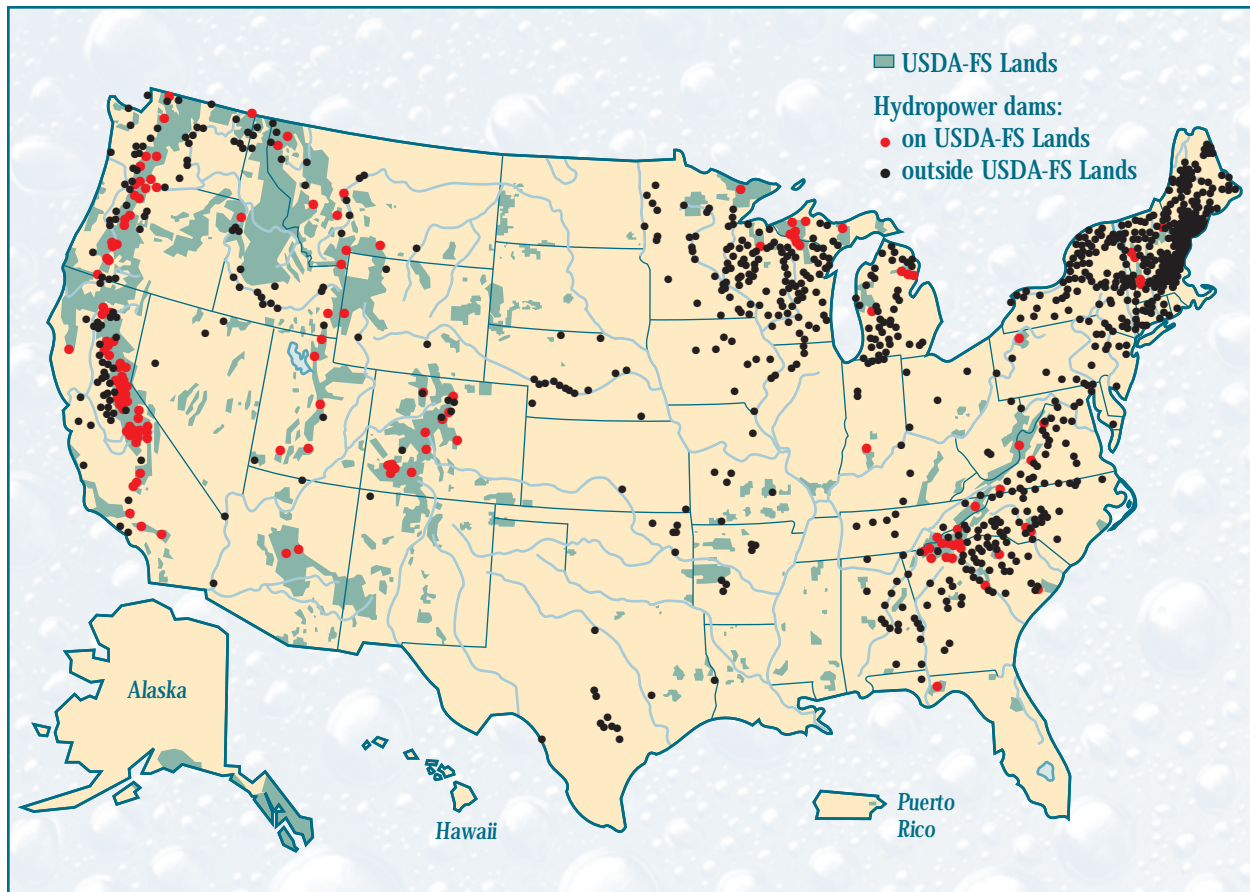 USDA-FS Lands
Hydropower dams:
on USDA-FS Lands
outside USDA-FS Lands
Alaska
Hawaii
Puerto
Rico